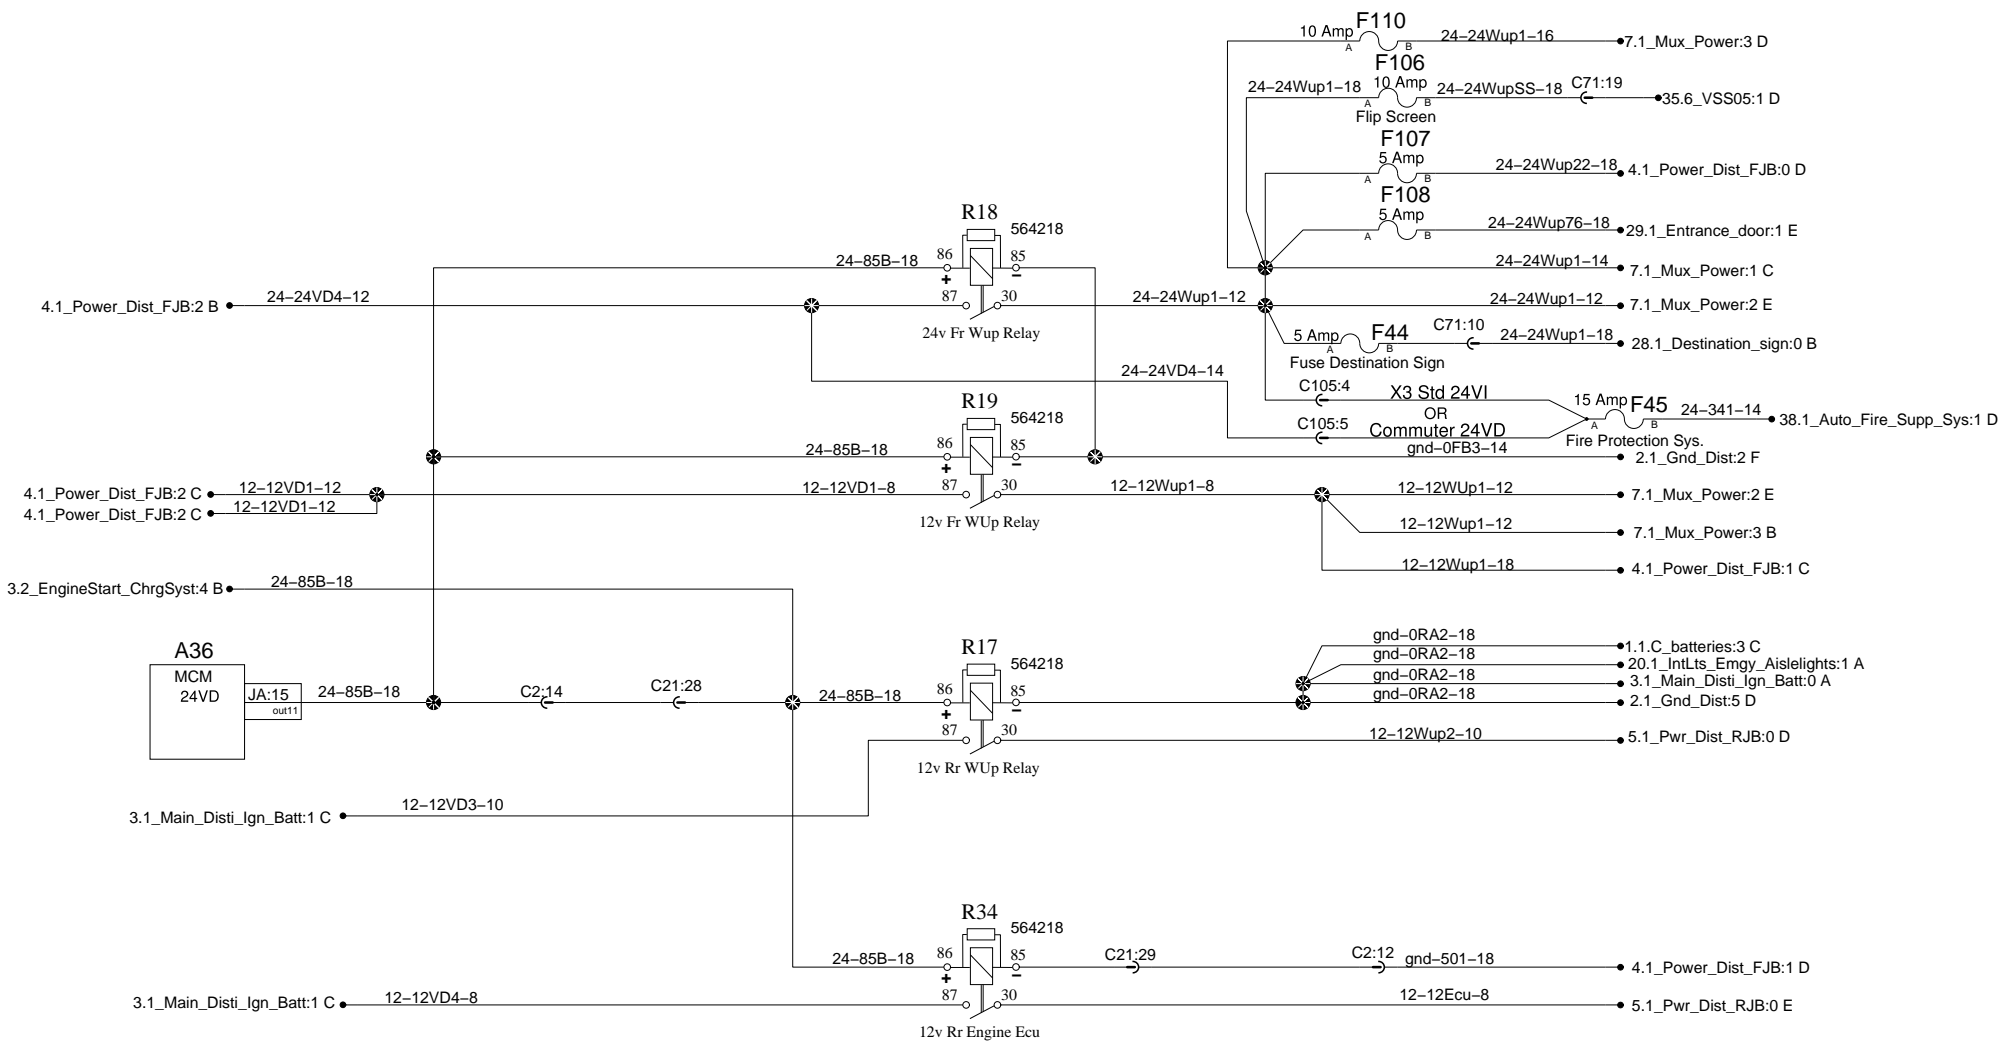 10 Amp F110
A B
24-24Wup1-16
7.1_Mux_Power:3 D
F106
24-24Wup1-18
10 Amp
A B
24-24WupSS-18
C71:19
35.6_VSS05:1 D
Flip Screen
F107
5 Amp
A B
24-24Wup22-18
4.1_Power_Dist_FJB:0 D
F108
5 Amp
A B
24-24Wup76-18
29.1_Entrance_door:1 E
R18
564218
24-85B-18
86
85
+
−
24-24Wup1-14
7.1_Mux_Power:1 C
4.1_Power_Dist_FJB:2 B
24-24VD4-12
87
30
24-24Wup1-12
24-24Wup1-12
7.1_Mux_Power:2 E
24v Fr Wup Relay
5 Amp F44
A B
C71:10
24-24Wup1-18
28.1_Destination_sign:0 B
Fuse Destination Sign
24-24VD4-14
C105:4
X3 Std 24VI
OR
C105:5
Commuter 24VD
15 Amp F45
A B
24-341-14
38.1_Auto_Fire_Supp_Sys:1 D
Fire Protection Sys.
R19
564218
24-85B-18
86
85
+
−
gnd-0FB3-14
2.1_Gnd_Dist:2 F
4.1_Power_Dist_FJB:2 C
12-12VD1-12
4.1_Power_Dist_FJB:2 C
12-12VD1-12
12-12VD1-8
87
30
12-12Wup1-8
12-12WUp1-12
7.1_Mux_Power:2 E
12v Fr WUp Relay
12-12Wup1-12
7.1_Mux_Power:3 B
12-12Wup1-18
4.1_Power_Dist_FJB:1 C
3.2_EngineStart_ChrgSyst:4 B
24-85B-18
A36
MCM
24VD
JA:15
out11
24-85B-18
C2:14
C21:28
24-85B-18
R17
564218
86
85
+
−
gnd-0RA2-18
1.1.C_batteries:3 C
gnd-0RA2-18
20.1_IntLts_Emgy_Aislelights:1 A
gnd-0RA2-18
3.1_Main_Disti_Ign_Batt:0 A
gnd-0RA2-18
2.1_Gnd_Dist:5 D
87
30
12-12Wup2-10
5.1_Pwr_Dist_RJB:0 D
12v Rr WUp Relay
3.1_Main_Disti_Ign_Batt:1 C
12-12VD3-10
R34
564218
24-85B-18
86
85
+
−
C21:29
C2:12
gnd-501-18
4.1_Power_Dist_FJB:1 D
3.1_Main_Disti_Ign_Batt:1 C
12-12VD4-8
87
30
12-12Ecu-8
5.1_Pwr_Dist_RJB:0 E
12v Rr Engine Ecu